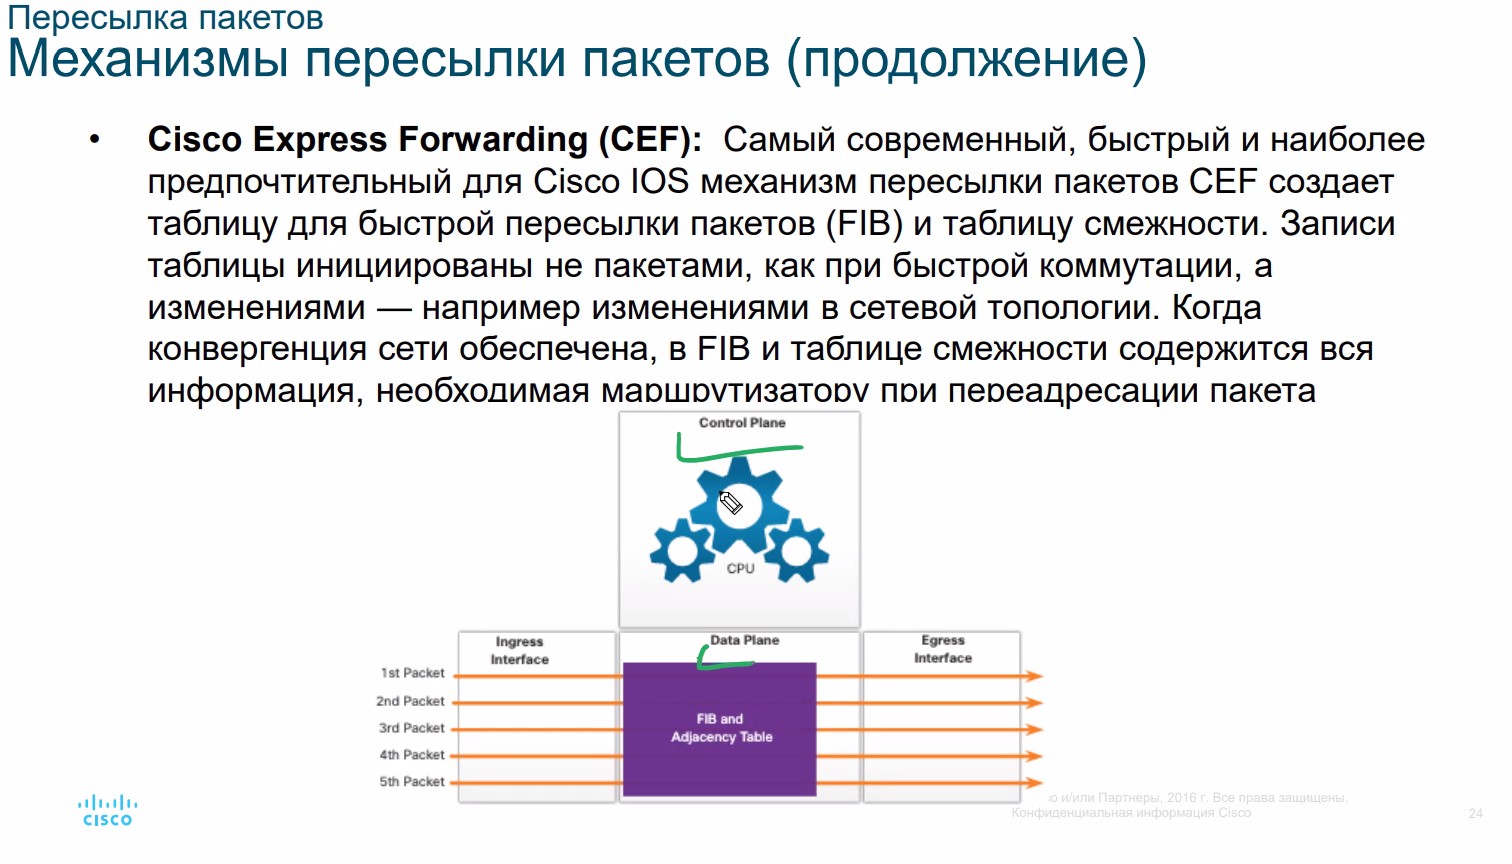 Пересылка пакетов
Механизмы пересылки пакетов (продолжение)
• Cisco Express Forwarding (CEF): Самый современный, быстрый и наиболее
предпочтительный для Cisco IOS механизм пересылки пакетов CEF создает
таблицу для быстрой пересылки пакетов (FIB) и таблицу смежности. Записи
таблицы инициированы не пакетами, как при быстрой коммутации, а
изменениями — например изменениями в сетевой топологии. Когда
конвергенция сети обеспечена, в FIB и таблице смежности содержится вся
информация, необходимая маршрутизатору при переадресации пакета
Control Plane
CPU
Ingress
Interface
Data Plane
Egress
Interface
1st Packet
2nd Packet
3rd Packet
4th Packet
5th Packet
FIB and
Adjacency Table
cisco
и/или Партнеры, 2016 г. Все права защищены.
Конфиденциальная информация Cisco
24